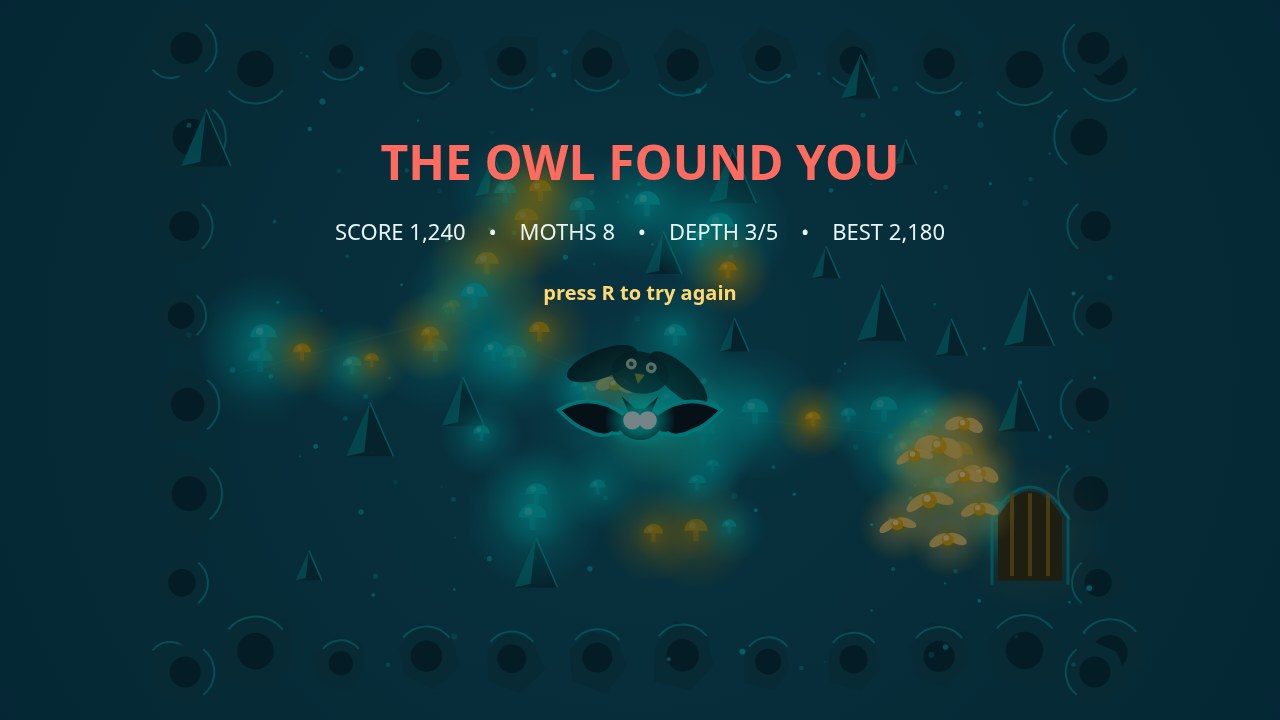 THE OWL FOUND YOU
SCORE 1,240 • MOTHS 8 • DEPTH 3/5 • BEST 2,180
press R to try again